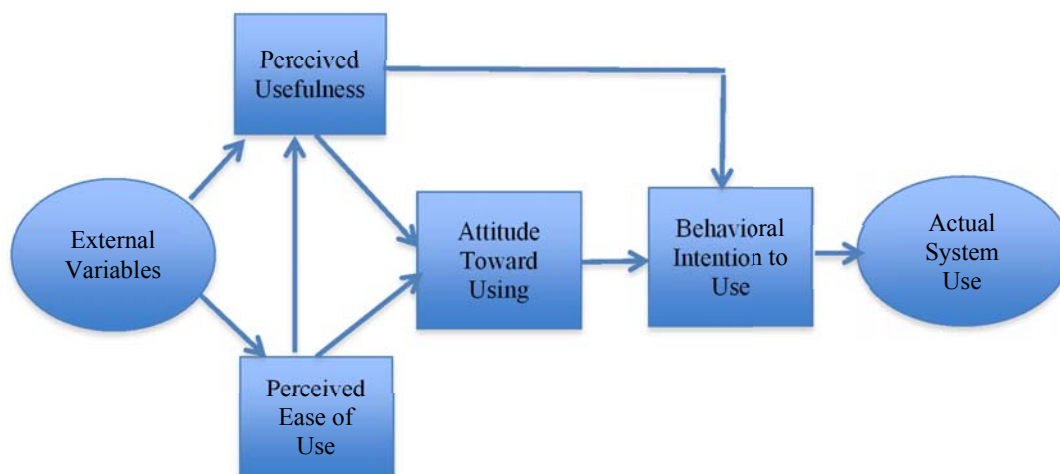 Perceived
Usefulness
External
Variables
Attitude
Toward
Using
Behavioral
Intention to
Use
Actual
System
Use
Perceived
Ease of
Use